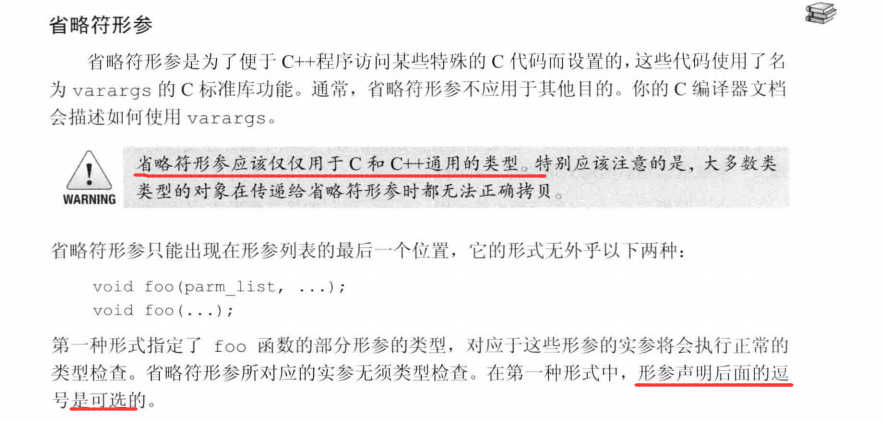 省略符形参
省略符形参是为了便于 C++程序访问某些特殊的 C 代码而设置的，这些代码使用了名
为 varargs 的 C 标准库功能。通常，省略符形参不应用于其他目的。你的 C 编译器文档
会描述如何使用 varargs。
省略符形参应该仅仅用于 C 和 C++通用的类型。特别应该注意的是，大多数类
类型的对象在传递给省略符形参时都无法正确拷贝。
WARNING
省略符形参只能出现在形参列表的最后一个位置，它的形式无外乎以下两种：
void foo(parm_list, ...);
void foo(...);
第一种形式指定了 foo 函数的部分形参的类型，对应于这些形参的实参将会执行正常的
类型检查。省略符形参所对应的实参无须类型检查。在第一种形式中，形参声明后面的逗
号是可选的。